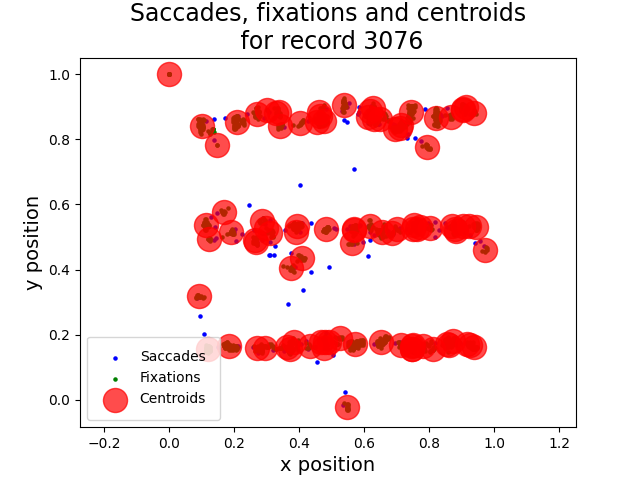 Saccades, fixations and centroids
for record 3076
1.0
0.8
0.6
0.4
0.2
0.0
y position
Saccades
Fixations
Centroids
−0.2 0.0 0.2 0.4 0.6 0.8 1.0 1.2
x position